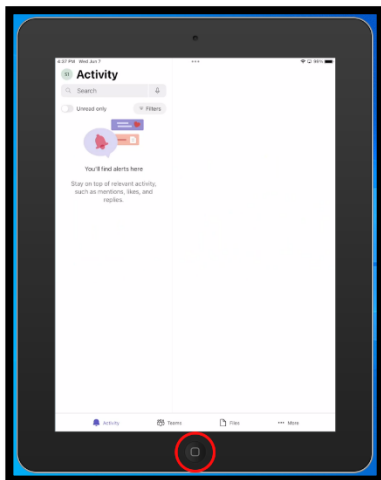 4:37 PM Wed Jun 7
96%
Activity
Search
Unread only
Filters
You'll find alerts here
Stay on top of relevant activity,
such as mentions, likes, and
replies.
Activity
Teams
Files
More